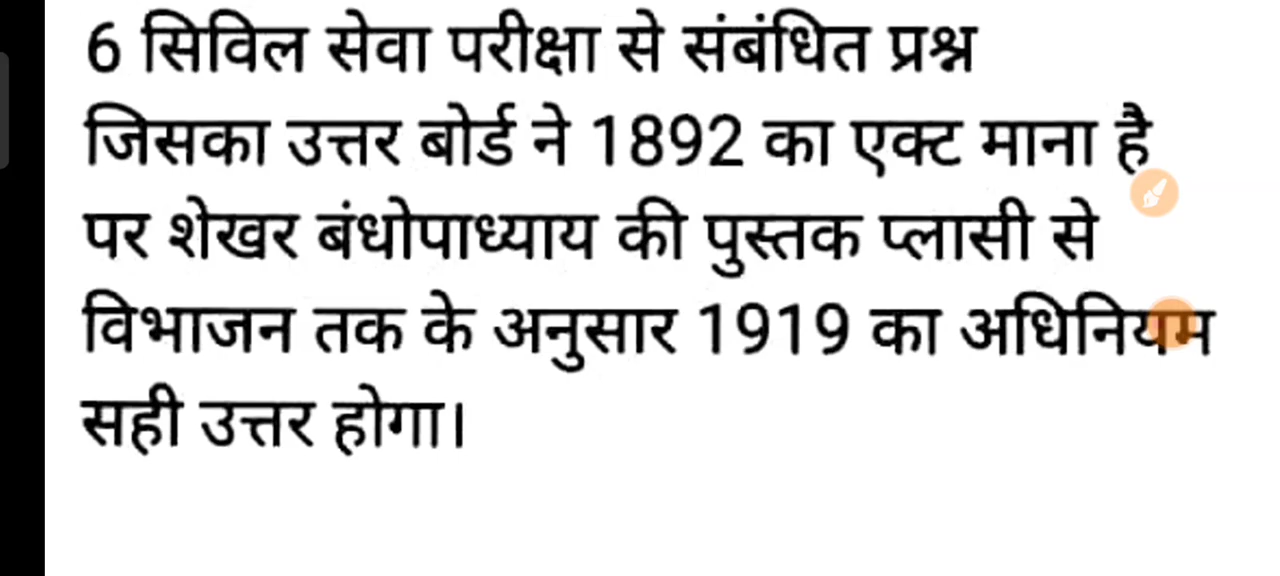 6 सिविल सेवा परीक्षा से संबंधित प्रश्न
जिसका उत्तर बोर्ड ने 1892 का एक्ट माना है
पर शेखर बंधोपाध्याय की पुस्तक प्लासी से
विभाजन तक के अनुसार 1919 का अधिनियम
सही उत्तर होगा।